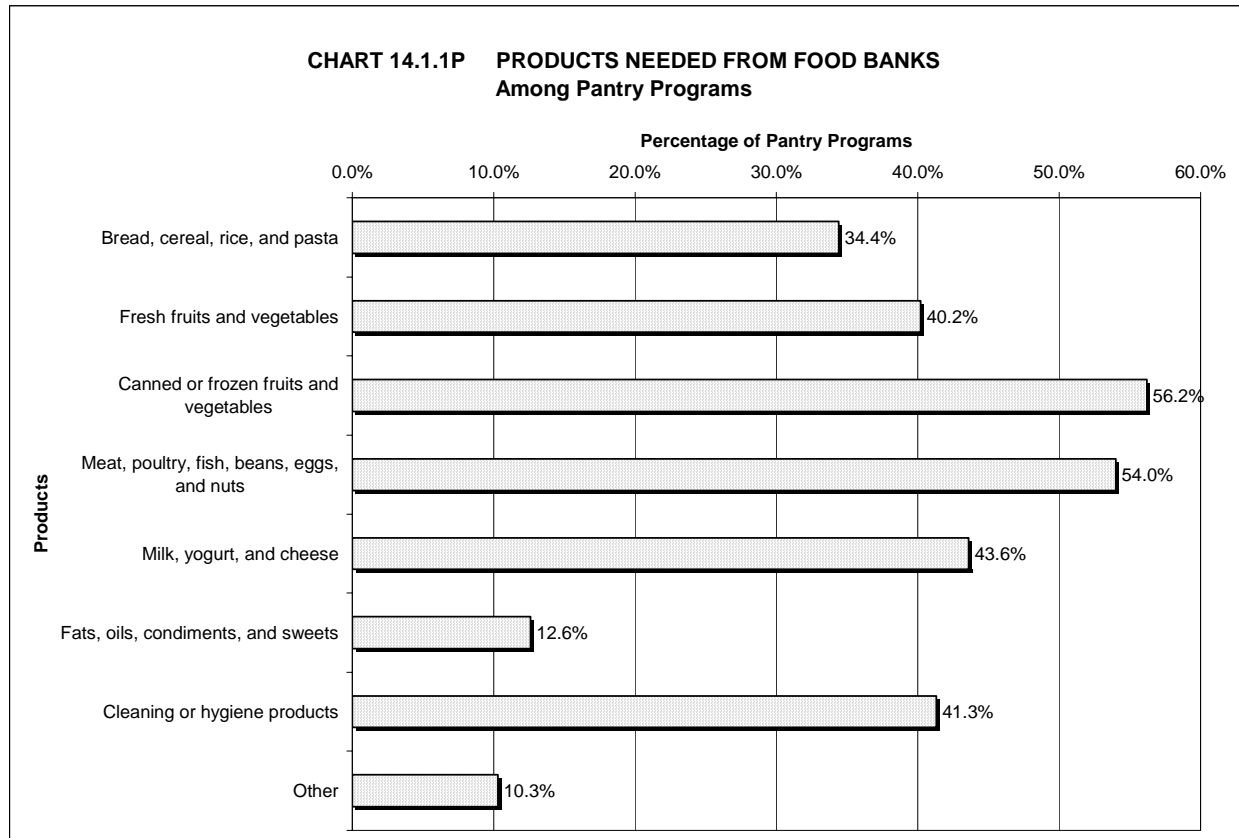 CHART 14.1.1P PRODUCTS NEEDED FROM FOOD BANKS
Among Pantry Programs
Percentage of Pantry Programs
0.0% 10.0% 20.0% 30.0% 40.0% 50.0% 60.0%
Bread, cereal, rice, and pasta 34.4%
Fresh fruits and vegetables 40.2%
Canned or frozen fruits and
vegetables 56.2%
Meat, poultry, fish, beans, eggs,
and nuts 54.0%
Products
Milk, yogurt, and cheese 43.6%
Fats, oils, condiments, and sweets 12.6%
Cleaning or hygiene products 41.3%
Other 10.3%